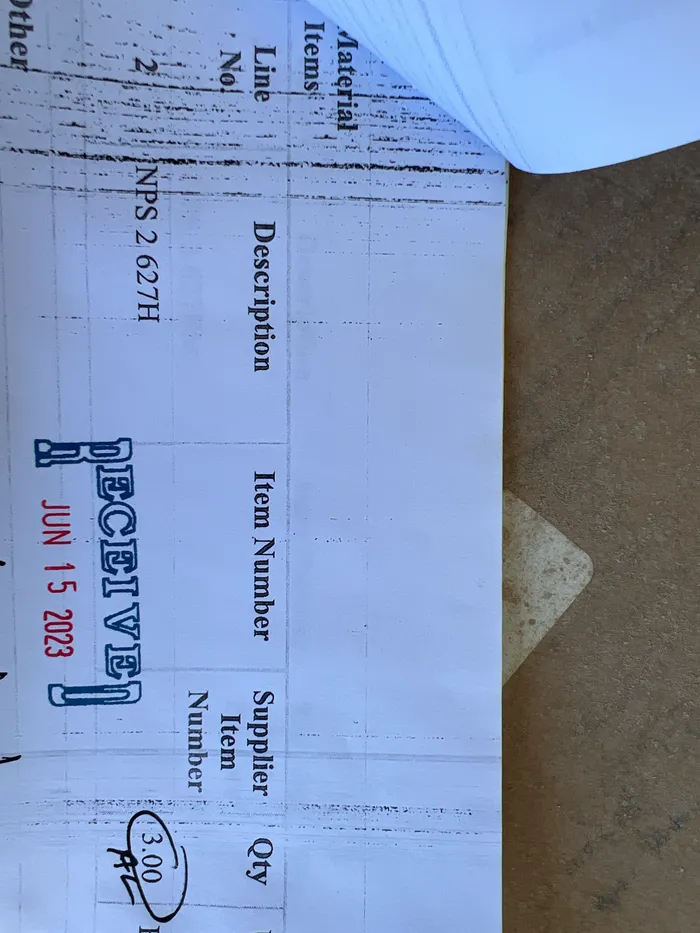 Material
Items
Line Description Item Number Supplier Qty
No. Item
Number
2 NPS 2 627H 3.00
AL
RECEIVED
JUN 15 2023
Other